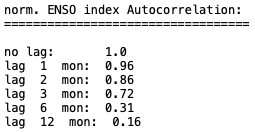 norm. ENSO index Autocorrelation:
==================================
no lag:       1.0
lag  1  mon:  0.96
lag  2  mon:  0.86
lag  3  mon:  0.72
lag  6  mon:  0.31
lag  12  mon:  0.16